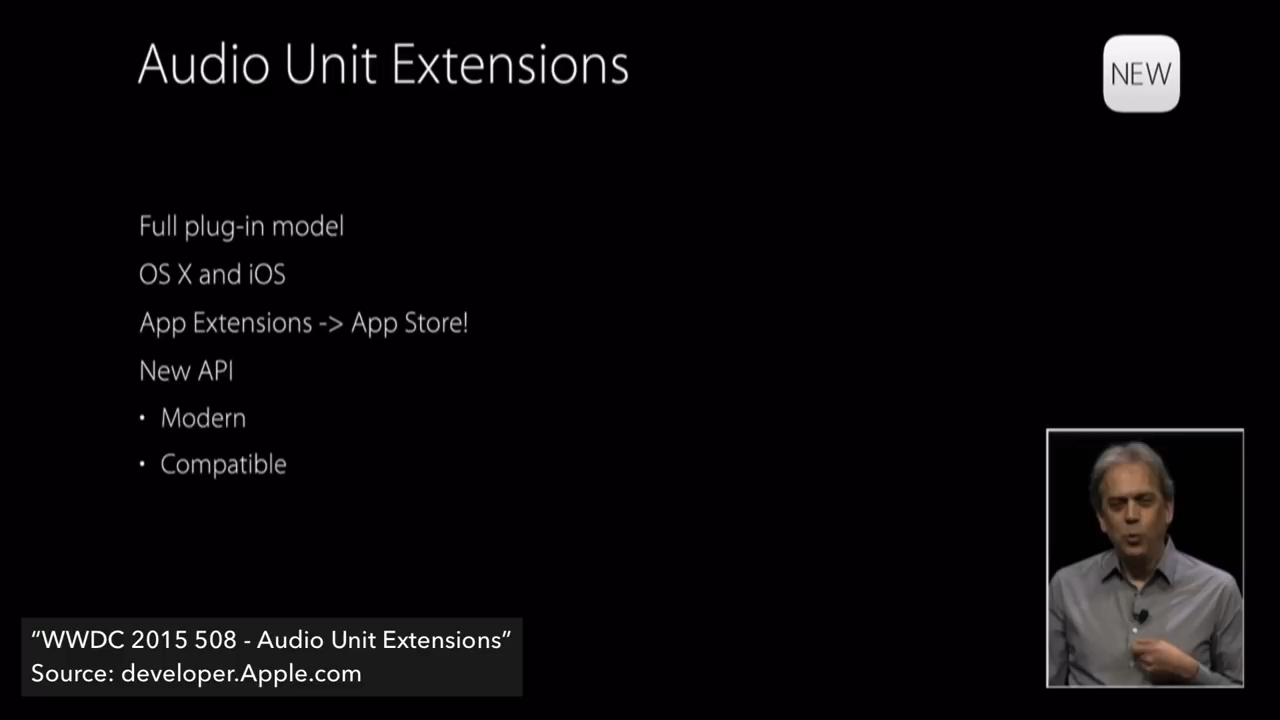 Audio Unit Extensions
NEW
Full plug-in model
OS X and iOS
App Extensions -> App Store!
New API
• Modern
• Compatible
“WWDC 2015 508 - Audio Unit Extensions”
Source: developer.Apple.com